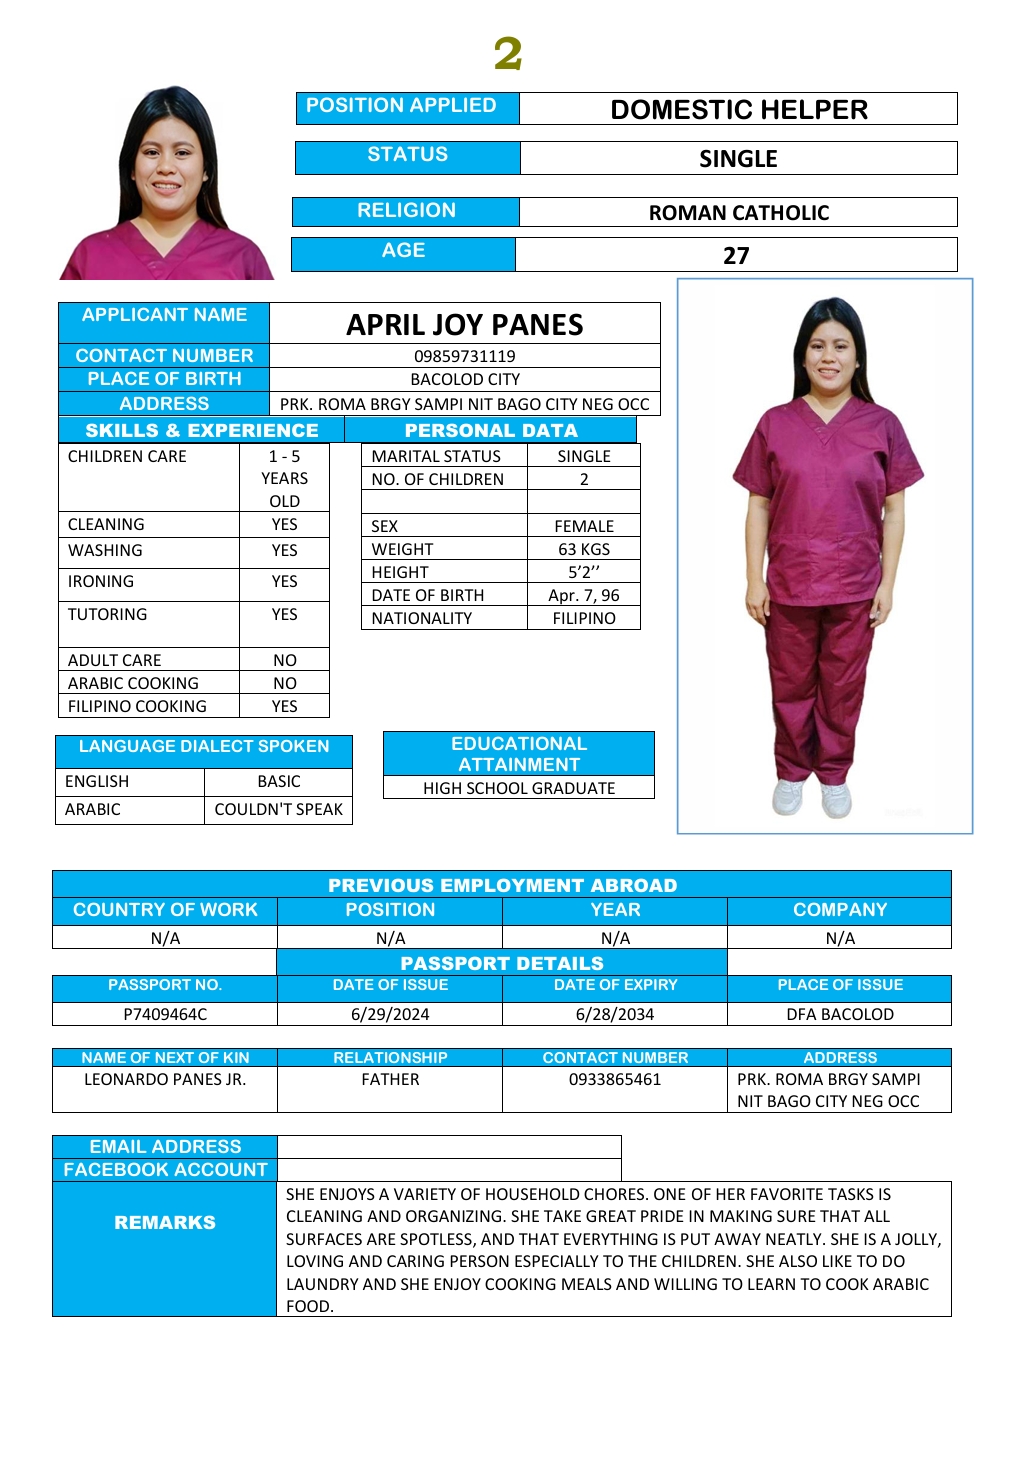 2
POSITION APPLIED DOMESTIC HELPER
STATUS SINGLE
RELIGION ROMAN CATHOLIC
AGE 27
APPLICANT NAME APRIL JOY PANES
CONTACT NUMBER 09859731119
PLACE OF BIRTH BACOLOD CITY
ADDRESS PRK. ROMA BRGY SAMPI NIT BAGO CITY NEG OCC
SKILLS & EXPERIENCE
CHILDREN CARE 1 - 5
YEARS
OLD
CLEANING YES
WASHING YES
IRONING YES
TUTORING YES
ADULT CARE NO
ARABIC COOKING NO
FILIPINO COOKING YES
PERSONAL DATA
MARITAL STATUS SINGLE
NO. OF CHILDREN 2
SEX FEMALE
WEIGHT 63 KGS
HEIGHT 5’2’’
DATE OF BIRTH Apr. 7, 96
NATIONALITY FILIPINO
LANGUAGE DIALECT SPOKEN
ENGLISH BASIC
ARABIC COULDN'T SPEAK
EDUCATIONAL
ATTAINMENT
HIGH SCHOOL GRADUATE
PREVIOUS EMPLOYMENT ABROAD
COUNTRY OF WORK POSITION YEAR COMPANY
N/A N/A N/A N/A
PASSPORT DETAILS
PASSPORT NO. DATE OF ISSUE DATE OF EXPIRY PLACE OF ISSUE
P7409464C 6/29/2024 6/28/2034 DFA BACOLOD
NAME OF NEXT OF KIN RELATIONSHIP CONTACT NUMBER ADDRESS
LEONARDO PANES JR. FATHER 0933865461 PRK. ROMA BRGY SAMPI
NIT BAGO CITY NEG OCC
EMAIL ADDRESS
FACEBOOK ACCOUNT
REMARKS
SHE ENJOYS A VARIETY OF HOUSEHOLD CHORES. ONE OF HER FAVORITE TASKS IS
CLEANING AND ORGANIZING. SHE TAKE GREAT PRIDE IN MAKING SURE THAT ALL
SURFACES ARE SPOTLESS, AND THAT EVERYTHING IS PUT AWAY NEATLY. SHE IS A JOLLY,
LOVING AND CARING PERSON ESPECIALLY TO THE CHILDREN. SHE ALSO LIKE TO DO
LAUNDRY AND SHE ENJOY COOKING MEALS AND WILLING TO LEARN TO COOK ARABIC
FOOD.